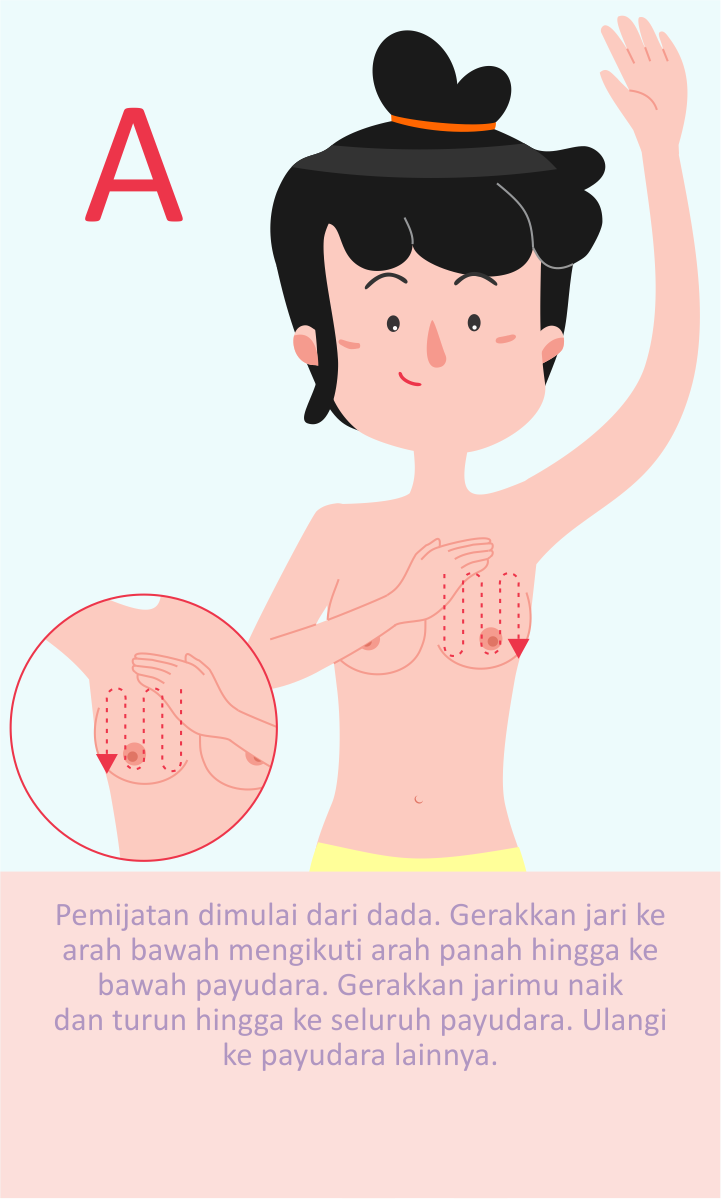 A
Pemijatan dimulai dari dada. Gerakkan jari ke
arah bawah mengikuti arah panah hingga ke
bawah payudara. Gerakkan jarimu naik
dan turun hingga ke seluruh payudara. Ulangi
ke payudara lainnya.